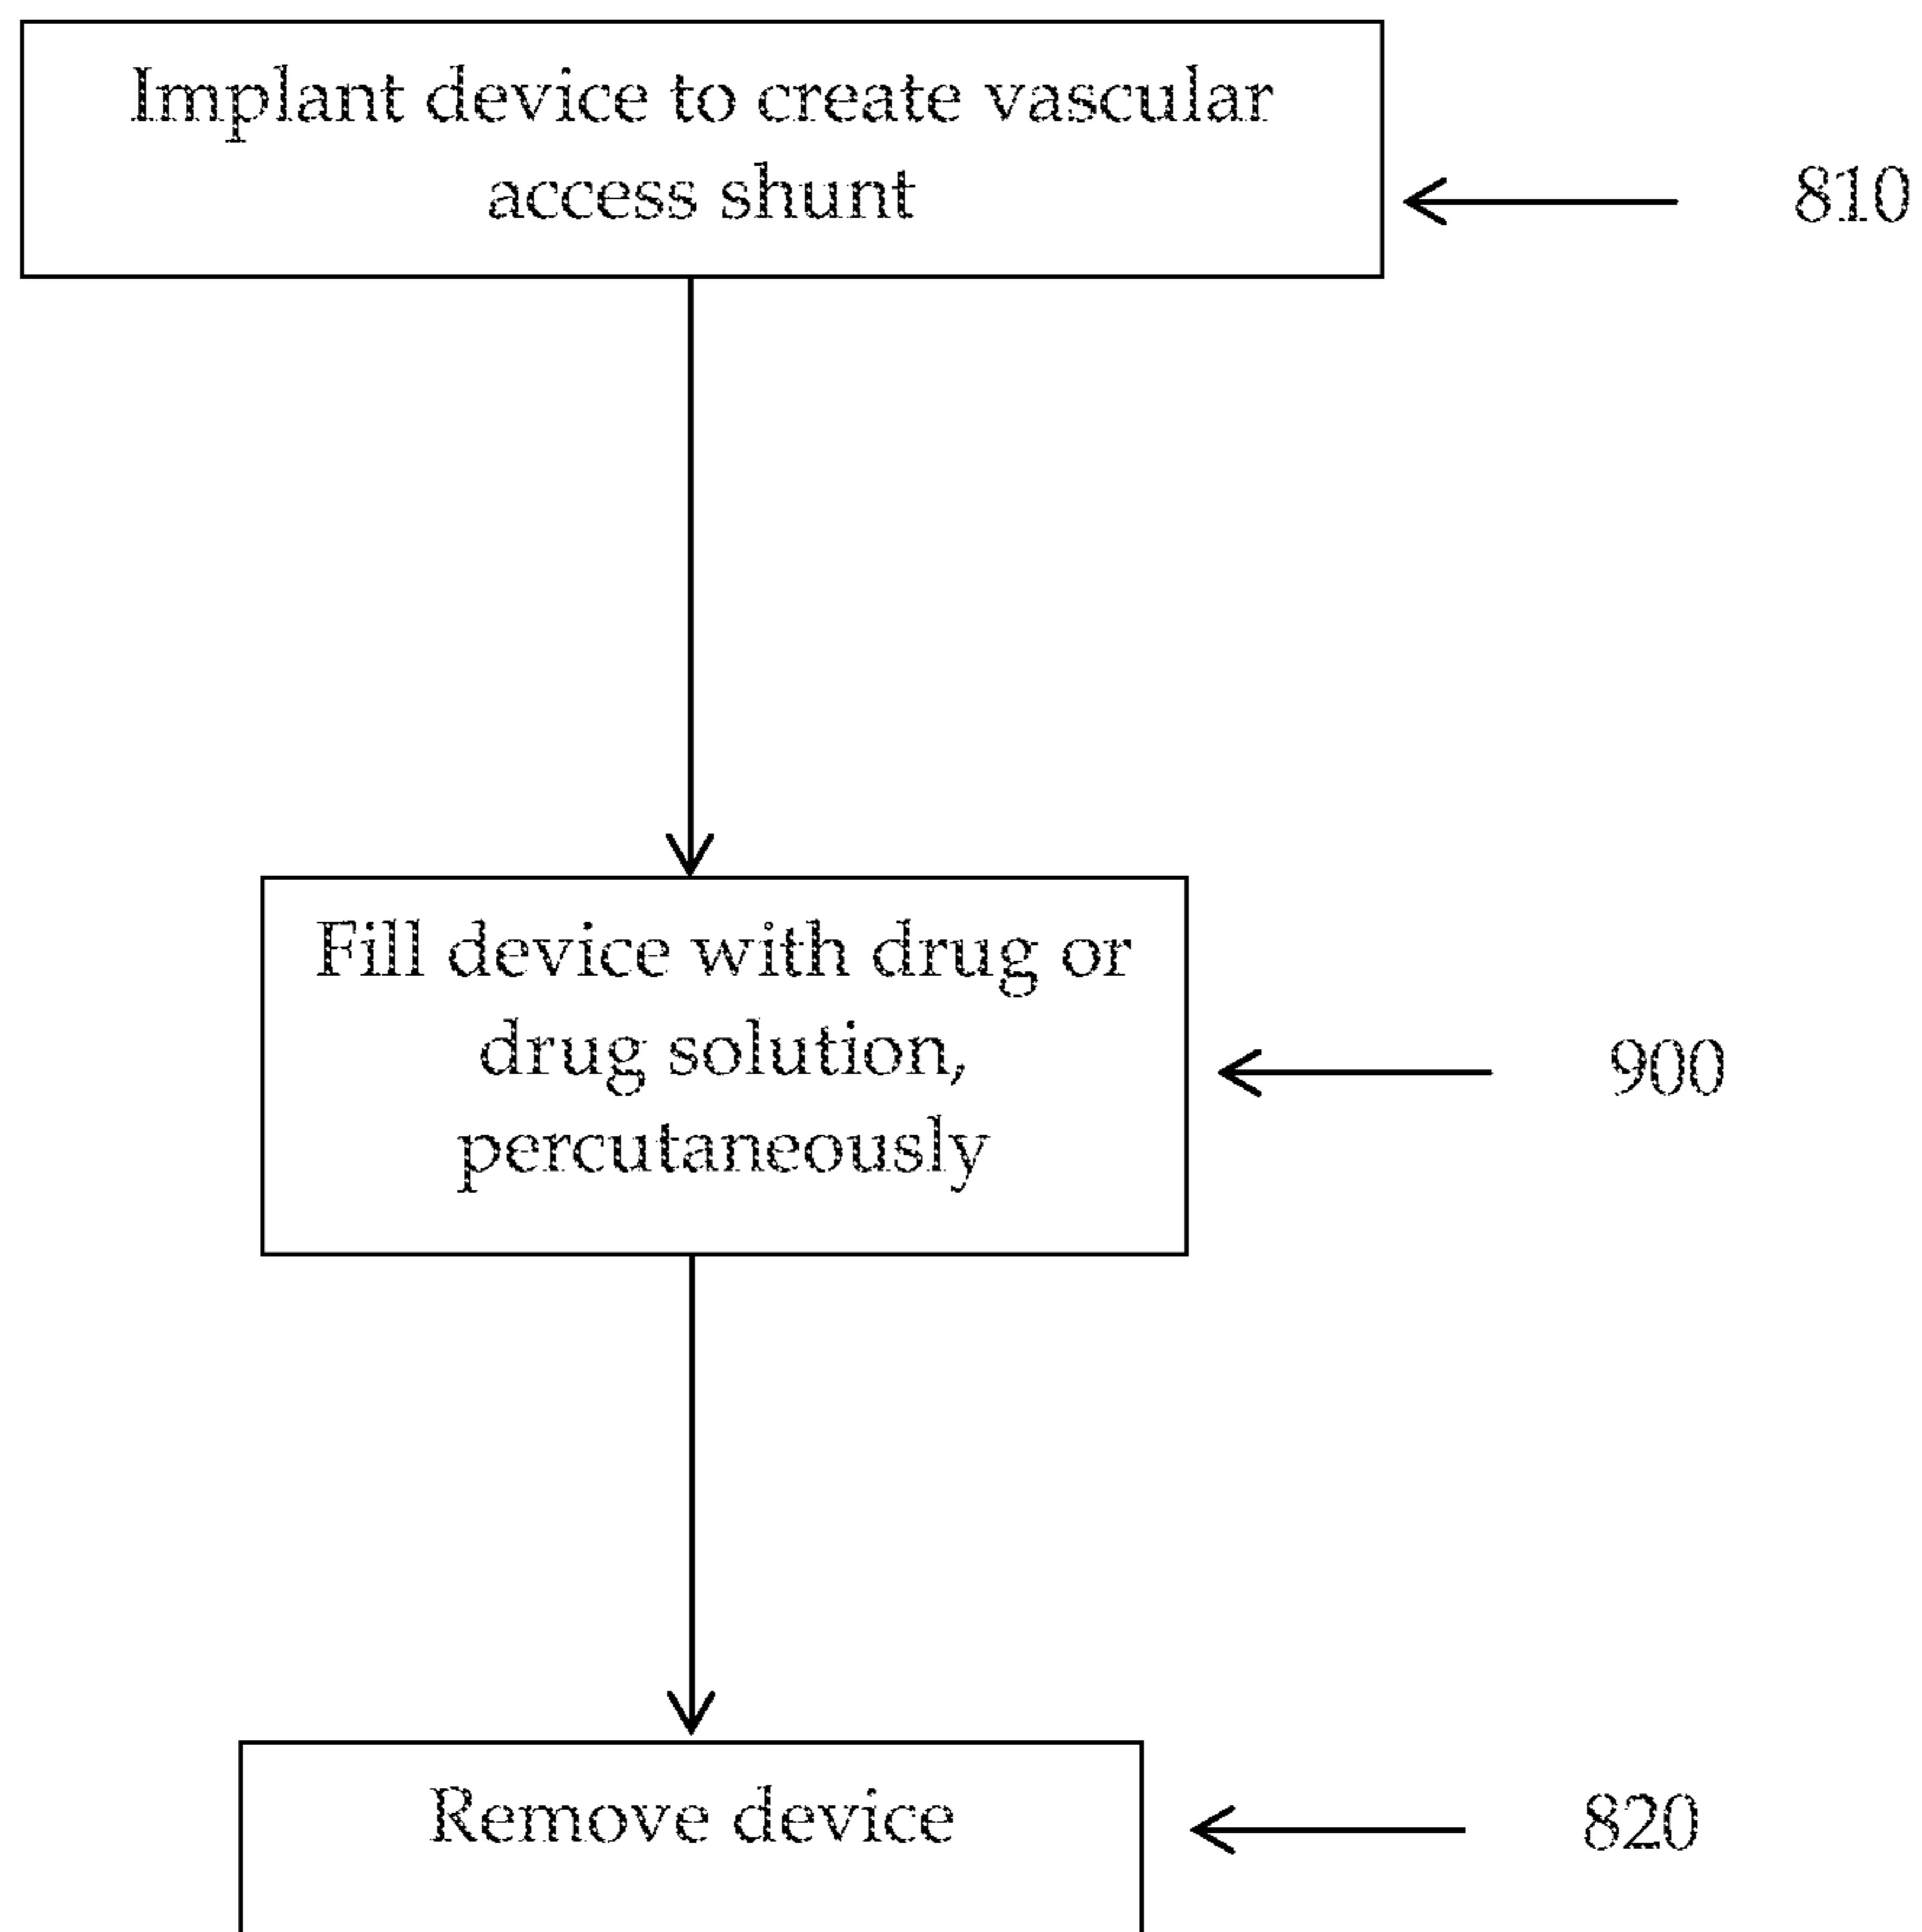 Implant device to create vascular
access shunt
810
Fill device with drug or
drug solution,
percutaneously
900
Remove device
820